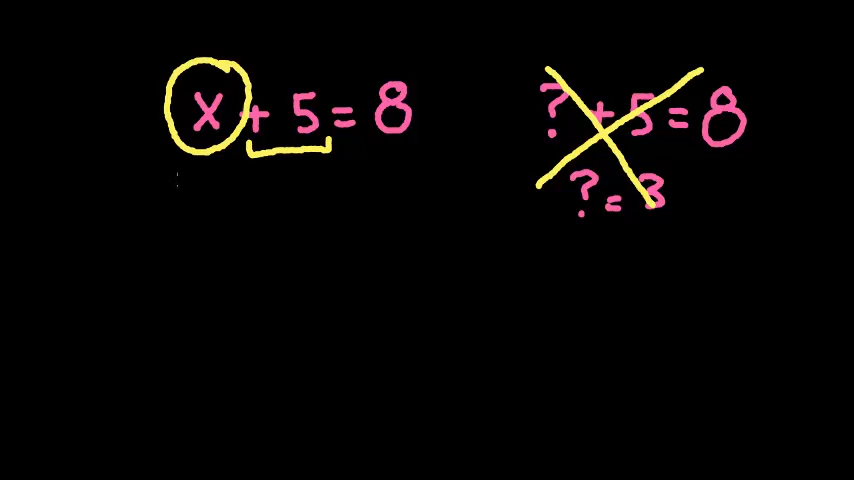 x + 5 = 8
? + 5 = 8
? = 3